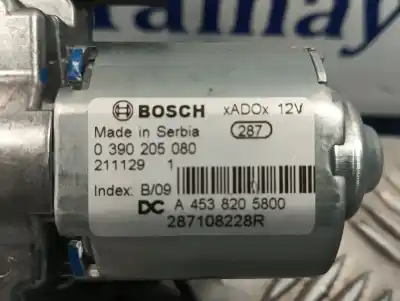 BOSCH xADOx 12V
Made in Serbia 287
0 390 205 080
211129 1
Index: B/09
DC A 453 820 5800
287108228R